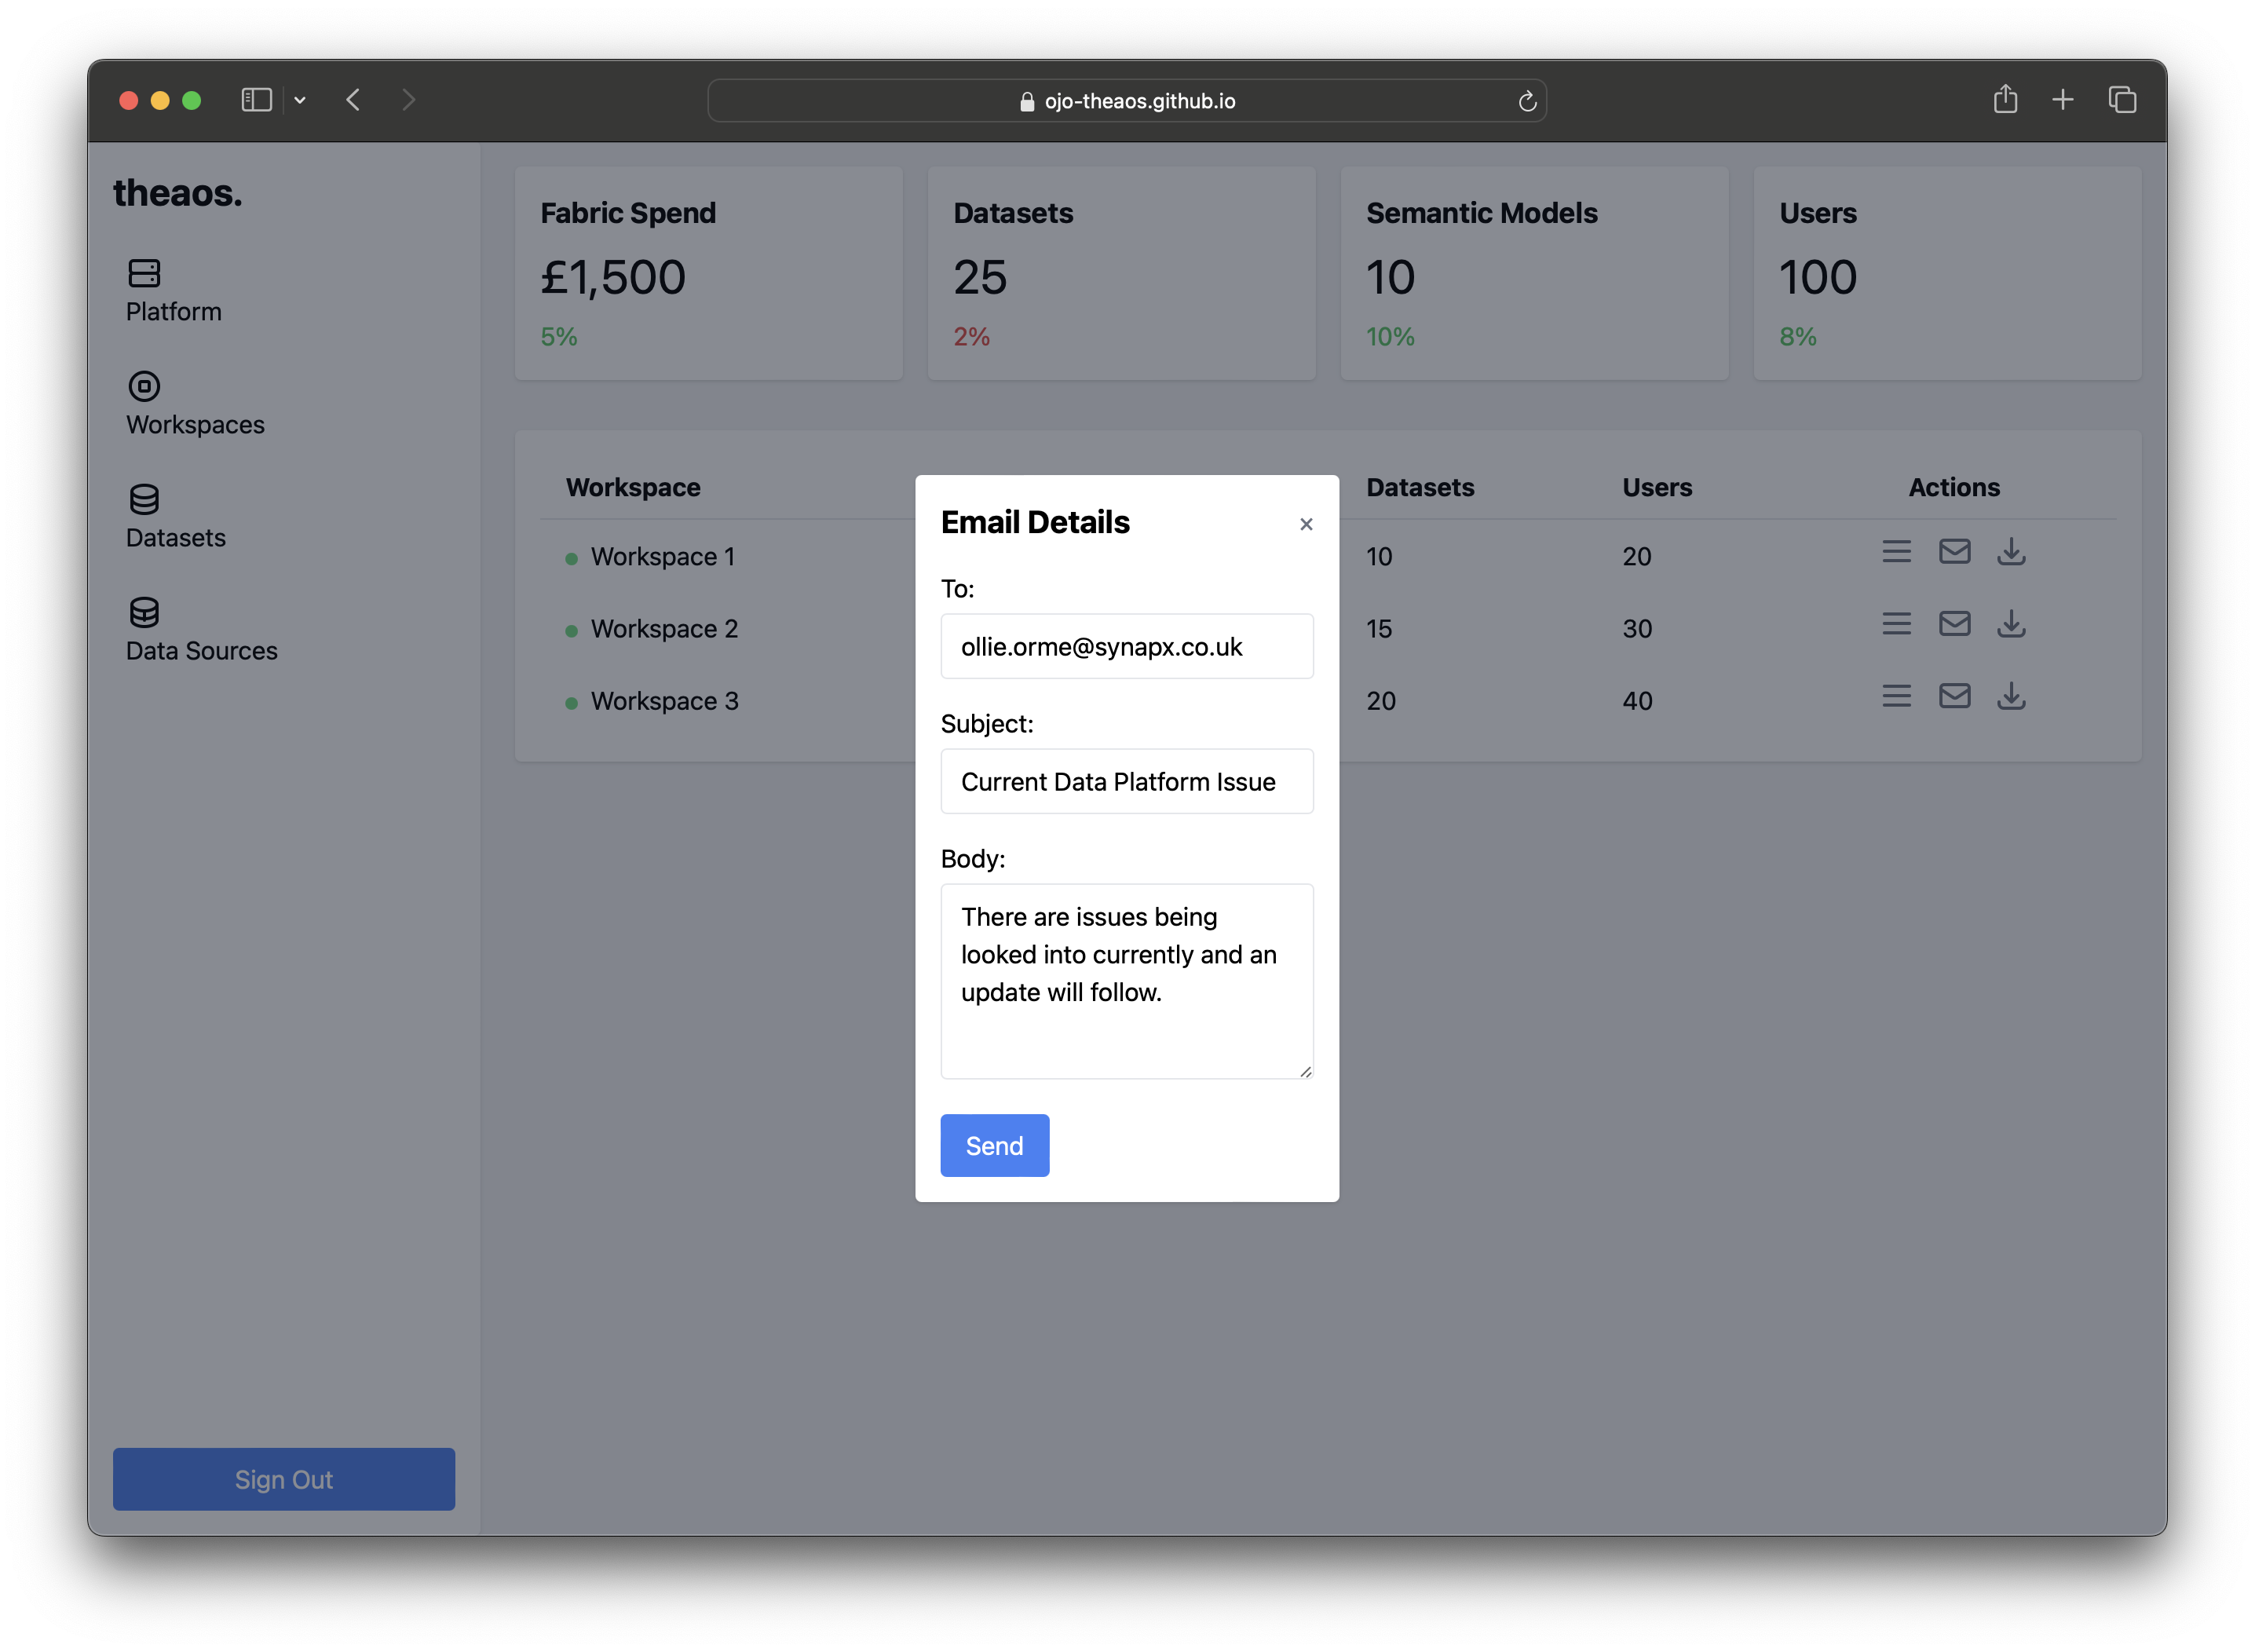 ojo-theaos.github.io
theaos.
Platform
Workspaces
Datasets
Data Sources
Sign Out
Fabric Spend
£1,500
5%
Datasets
25
2%
Semantic Models
10
10%
Users
100
8%
Workspace Datasets Users Actions
Workspace 1 10 20
Workspace 2 15 30
Workspace 3 20 40
Email Details ×
To:
ollie.orme@synapx.co.uk
Subject:
Current Data Platform Issue
Body:
There are issues being
looked into currently and an
update will follow.
Send